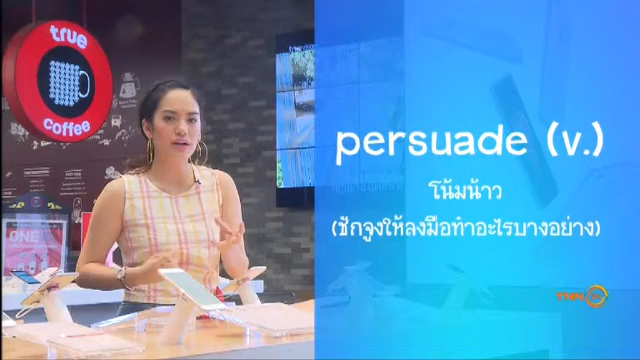 true
coffee
persuade (v.)
โน้มน้าว
(ชักจูงให้ลงมือทำอะไรบางอย่าง)
ONE